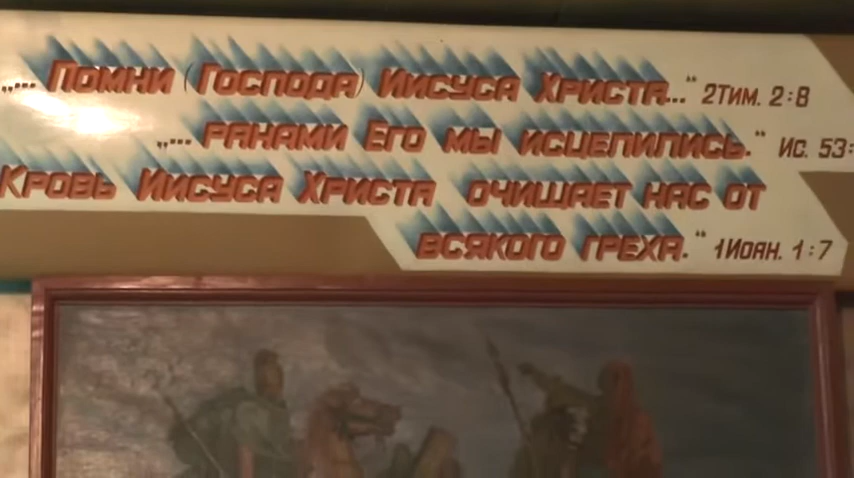 „... Помни (Господа) Иисуса Христа...“ 2Тим. 2:8
„... ранами Его мы исцелились.“ Ис. 53:
Кровь Иисуса Христа очищает нас от
всякого греха.“ 1Иоан. 1:7